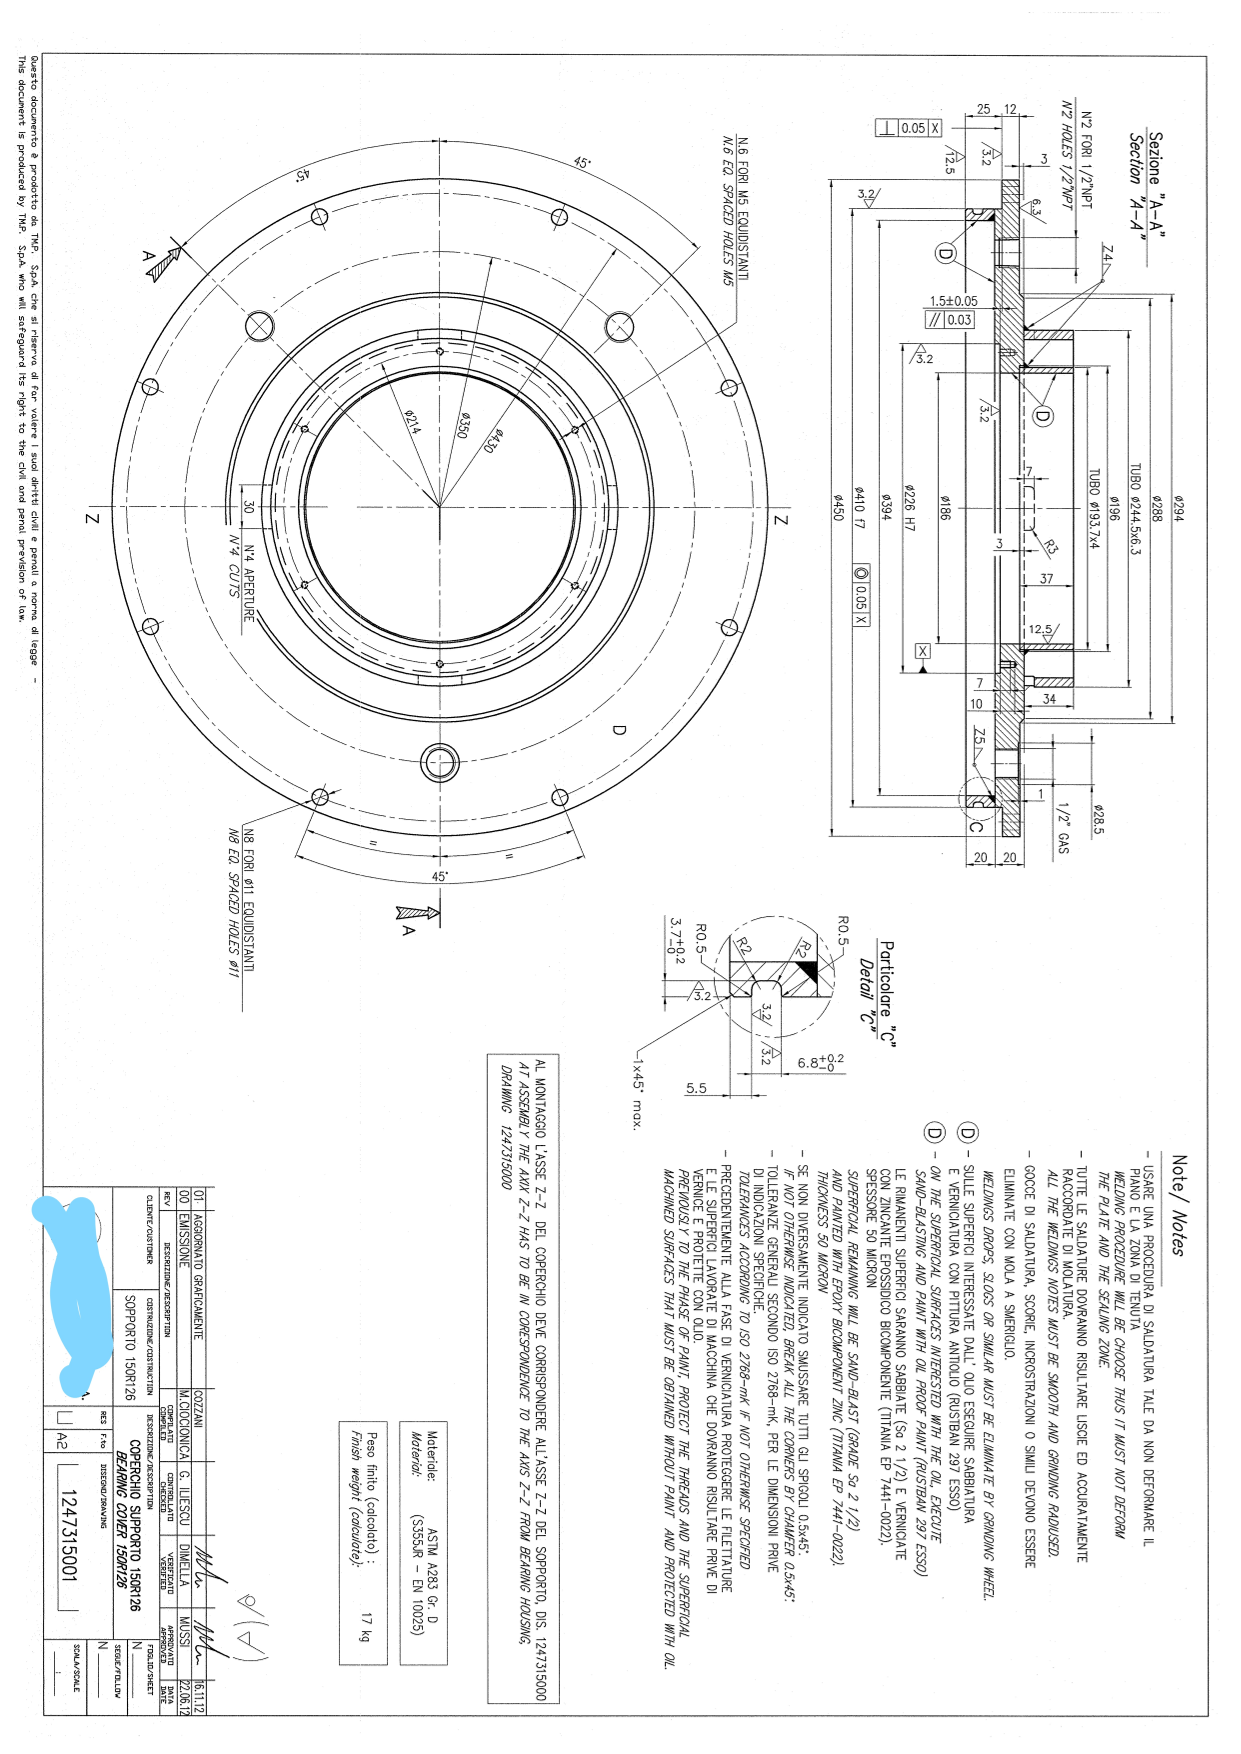 Sezione "A-A"
Section "A-A"
N°2 FORI 1/2"NPT
N°2 HOLES 1/2"NPT
25
12
3
⊥ 0.05 X
3.2
12.5
3.2
6.3
D
Z4
1.5±0.05
// 0.03
3.2
3.2
D
ø450
ø410 f7
ø394
ø226 H7
ø186
TUBO ø193.7x4
ø196
TUBO ø244.5x6.3
ø288
ø294
7
R3
3
37
◎ 0.05 X
12.5
X
7
10
34
Z5
C
1
ø28.5
1/2" GAS
20
20
N.6 FORI M5 EQUIDISTANTI
N.6 EQ. SPACED HOLES M5
45°
45°
A
ø214
ø350
ø430
Z
Z
30
N°4 APERTURE
N°4 CUTS
D
N8 FORI ø11 EQUIDISTANTI
N8 EQ. SPACED HOLES ø11
=
=
45°
A
Particolare "C"
Detail "C"
R0.5
R0.5
R2
R2
3.7+0.2
-0
3.2
3.2
3.2
6.8+0.2
-0
5.5
1x45° max.
Note/ Notes
- USARE UNA PROCEDURA DI SALDATURA TALE DA NON DEFORMARE IL
PIANO E LA ZONA DI TENUTA
WELDING PROCEDURE WILL BE CHOOSE THUS IT MUST NOT DEFORM
THE PLATE AND THE SEALING ZONE.
- TUTTE LE SALDATURE DOVRANNO RISULTARE LISCIE ED ACCURATAMENTE
RACCORDATE DI MOLATURA.
ALL THE WELDINGS NOTES MUST BE SMOOTH AND GRINDING RADIUSED.
- GOCCE DI SALDATURA, SCORIE, INCROSTRAZIONI O SIMILI DEVONO ESSERE
ELIMINATE CON MOLA A SMERIGLIO.
WELDINGS DROPS, SLOGS OR SIMILAR MUST BE ELIMINATE BY GRINDING WHEEL.
D - SULLE SUPERFICI INTERESSATE DALL' OLIO ESEGUIRE SABBIATURA
E VERNICIATURA CON PITTURA ANTIOLIO (RUSTBAN 297 ESSO)
D - ON THE SUPERFICIAL SURFACES INTERESTED WITH THE OIL, EXECUTE
SAND-BLASTING AND PAINT WITH OIL PROOF PAINT (RUSTBAN 297 ESSO)
LE RIMANENTI SUPERFICI SARANNO SABBIATE (Sa 2 1/2) E VERNICIATE
CON ZINCANTE EPOSSIDICO BICOMPONENTE (TITANIA EP 7441-0022).
SPESSORE 50 MICRON
SUPERFICIAL REMAINING WILL BE SAND-BLAST (GRADE Sa 2 1/2)
AND PAINTED WITH EPOXY BICOMPONENT ZINC (TITANIA EP 7441-0022).
THICKNESS 50 MICRON
- SE NON DIVERSAMENTE INDICATO SMUSSARE TUTTI GLI SPIGOLI 0.5x45°.
IF NOT OTHERWISE INDICATED, BREAK ALL THE CORNERS BY CHAMFER 0.5x45°.
- TOLLERANZE GENERALI SECONDO ISO 2768-mK, PER LE DIMENSIONI PRIVE
DI INDICAZIONI SPECIFICHE.
TOLERANCES ACCORDING TO ISO 2768-mK IF NOT OTHERWISE SPECIFIED
- PRECEDENTEMENTE ALLA FASE DI VERNICIATURA PROTEGGERE LE FILETTATURE
E LE SUPERFICI LAVORATE DI MACCHINA CHE DOVRANNO RISULTARE PRIVE DI
VERNICE E PROTETTE CON OLIO.
PREVIOUSLY TO THE PHASE OF PAINT, PROTECT THE THREADS AND THE SUPERFICIAL
MACHINED SURFACES THAT MUST BE OBTAINED WITHOUT PAINT AND PROTECTED WITH OIL.
AL MONTAGGIO L'ASSE Z-Z DEL COPERCHIO DEVE CORRISPONDERE ALL'ASSE Z-Z DEL SOPPORTO, DIS. 1247315000
AT ASSEMBLY THE AXIX Z-Z HAS TO BE IN CORESPONDENCE TO THE AXIS Z-Z FROM BEARING HOUSING,
DRAWING 1247315000
Materiale: ASTM A283 Gr. D
Material: (S355JR - EN 10025)
Peso finito (calcolato) : 17 kg
Finish weight (calculate):
01- AGGIORNATO GRAFICAMENTE COZZANI 16.11.12
00 EMISSIONE M.CIOCIONICA G. ILIESCU DIMELLA MUSSI 22.06.12
REV DESCRIZIONE/DESCRIPTION COMPILATO COMPILED CONTROLLATO CHECKED VERIFICATO VERIFIED APPROVATO APPROVED DATA DATE
CLIENTE/CUSTOMER COSTRUZIONE/COSTRUCTION DESCRIZIONE/DESCRIPTION FOGLIO/SHEET
SOPPORTO 150R126 COPERCHIO SUPPORTO 150R126 N
BEARING COVER 150R126
SEGUE/FOLLOW
N
RES F.to DISEGNO/DRAWING SCALA/SCALE
A2 1247315001 :
Questo documento è prodotto da T.M.P. S.p.A. che si riserva di far valere i suoi diritti civili e penali a norma di legge -
This document is produced by T.M.P. S.p.A. who will safeguard its right to the civil and penal prevision of law.